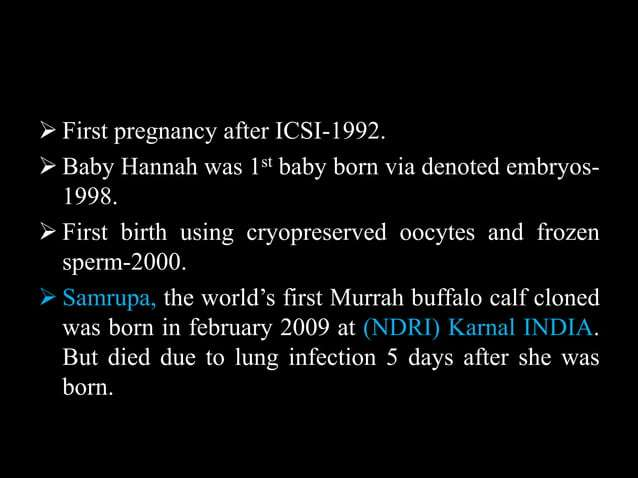 ➢ First pregnancy after ICSI-1992.
➢ Baby Hannah was 1st baby born via denoted embryos-
1998.
➢ First birth using cryopreserved oocytes and frozen
sperm-2000.
➢ Samrupa, the world’s first Murrah buffalo calf cloned
was born in february 2009 at (NDRI) Karnal INDIA.
But died due to lung infection 5 days after she was
born.